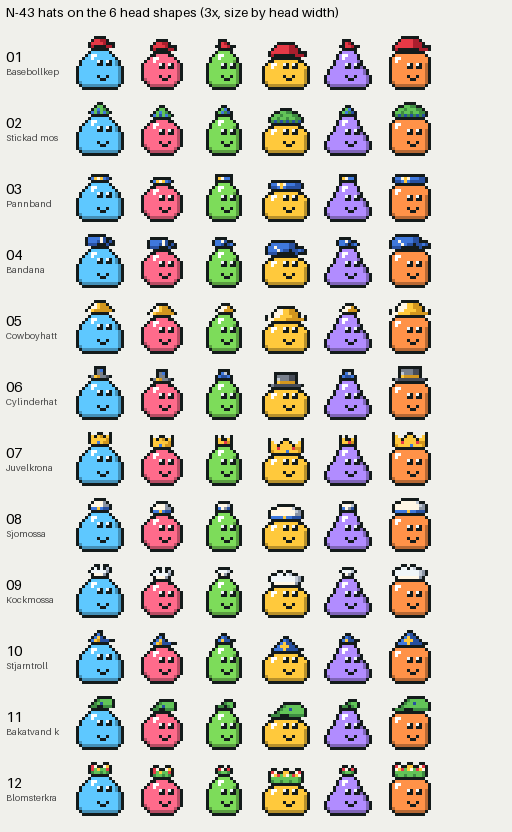 N-43 hats on the 6 head shapes (3x, size by head width)
01
Basebollkep
02
Stickad mos
03
Pannband
04
Bandana
05
Cowboyhatt
06
Cylinderhat
07
Juvelkrona
08
Sjomossa
09
Kockmossa
10
Stjarntroll
11
Bakatvand k
12
Blomsterkra